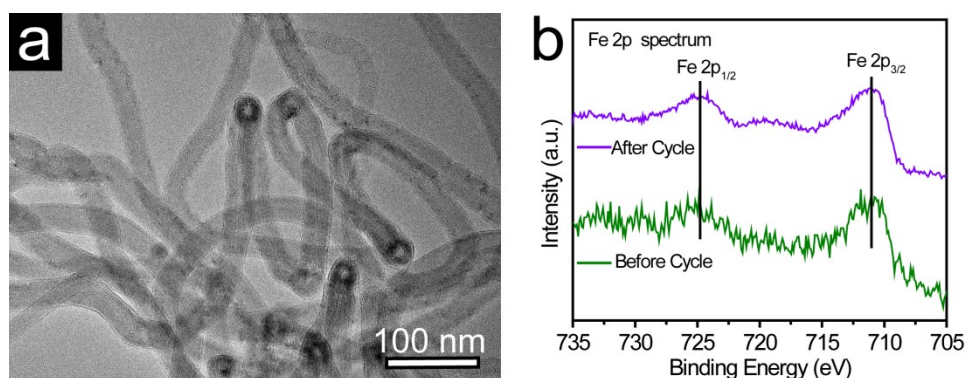 a
100 nm
b
Fe 2p spectrum
Fe 2p1/2
Fe 2p3/2
After Cycle
Before Cycle
Intensity (a.u.)
735 730 725 720 715 710 705
Binding Energy (eV)